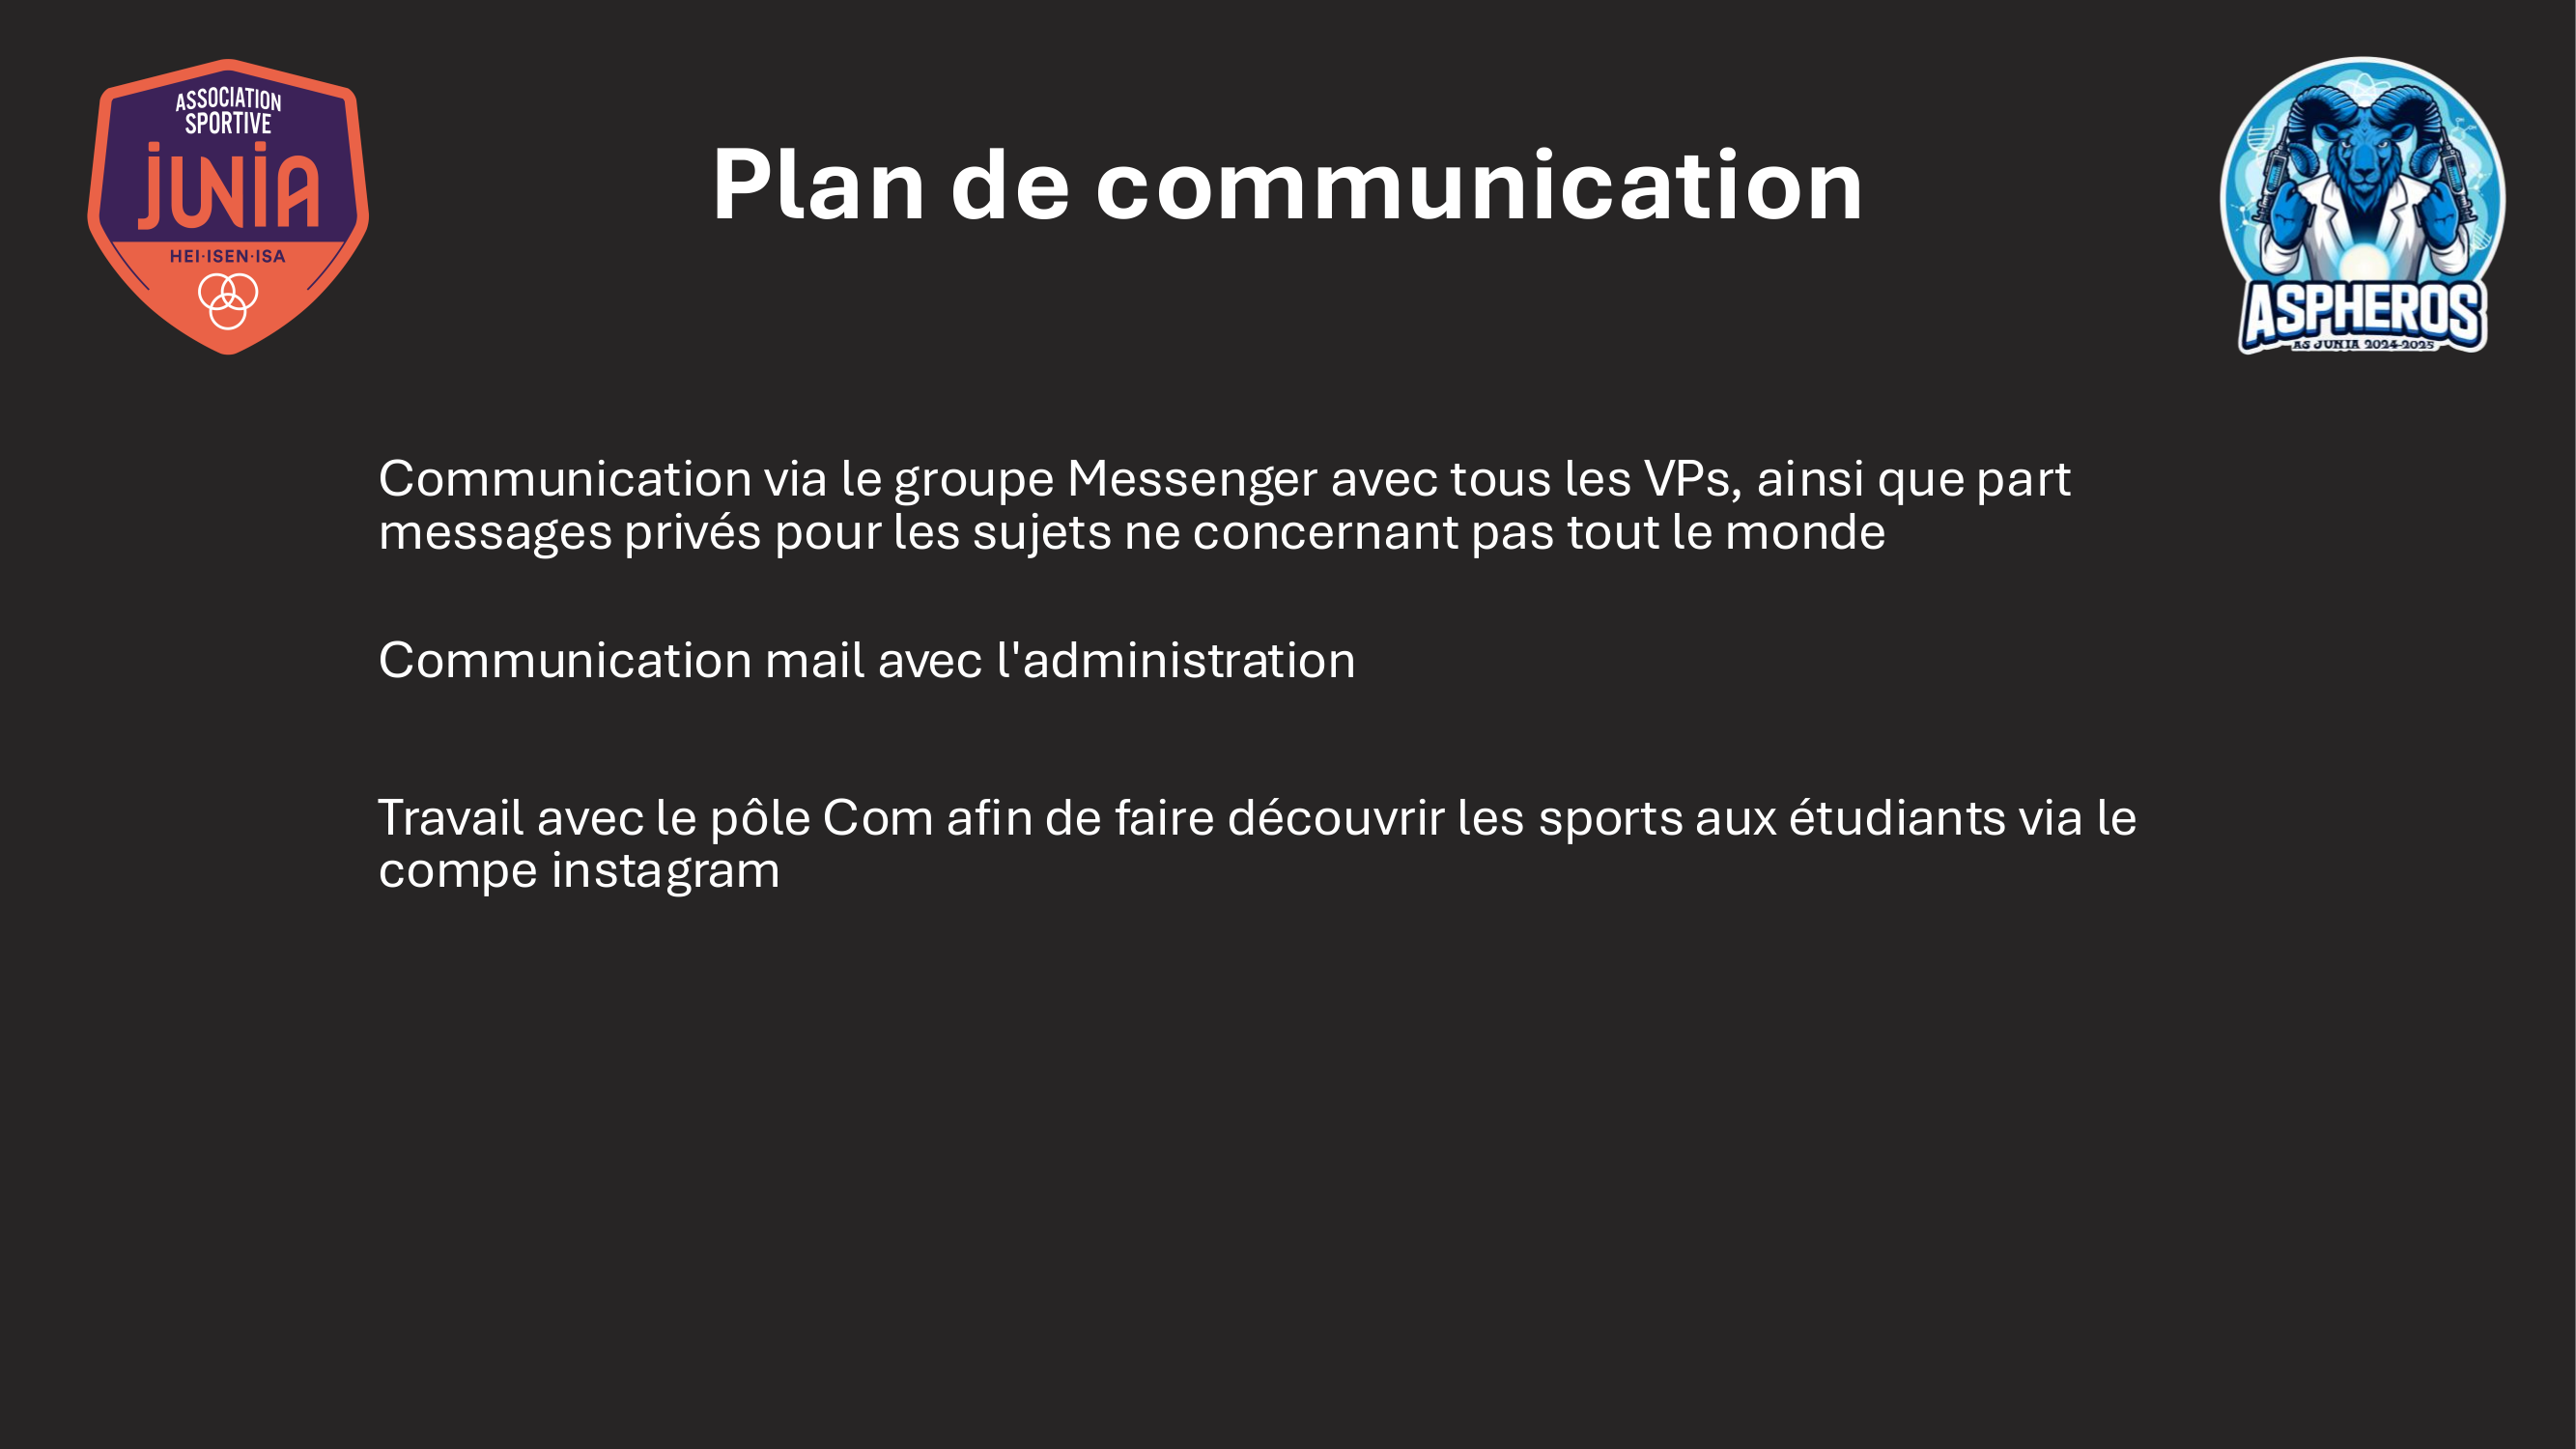 ASSOCIATION
SPORTIVE
JUNIA
HEI·ISEN·ISA
Plan de communication
ASPHEROS
AS JUNIA 2024-2025
Communication via le groupe Messenger avec tous les VPs, ainsi que part
messages privés pour les sujets ne concernant pas tout le monde
Communication mail avec l'administration
Travail avec le pôle Com afin de faire découvrir les sports aux étudiants via le
compe instagram